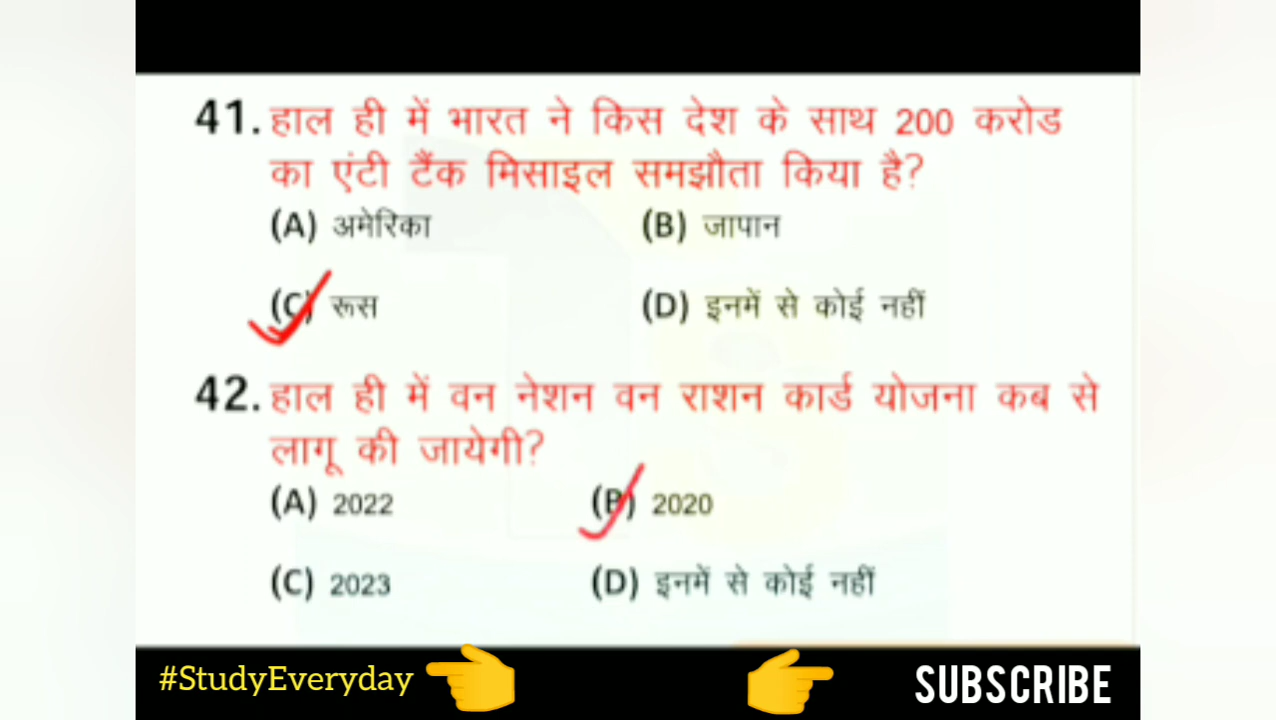 41. हाल ही में भारत ने किस देश के साथ 200 करोड
का एंटी टैंक मिसाइल समझौता किया है?
(A) अमेरिका (B) जापान
(C) रूस (D) इनमें से कोई नहीं
42. हाल ही में वन नेशन वन राशन कार्ड योजना कब से
लागू की जायेगी?
(A) 2022 (B) 2020
(C) 2023 (D) इनमें से कोई नहीं
#StudyEveryday SUBSCRIBE